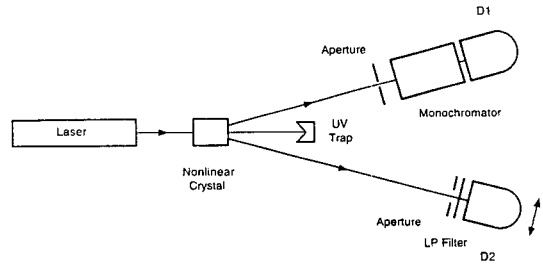 D1
Aperture
Monochromator
Laser
UV
Trap
Nonlinear
Crystal
Aperture
LP Filter
D2